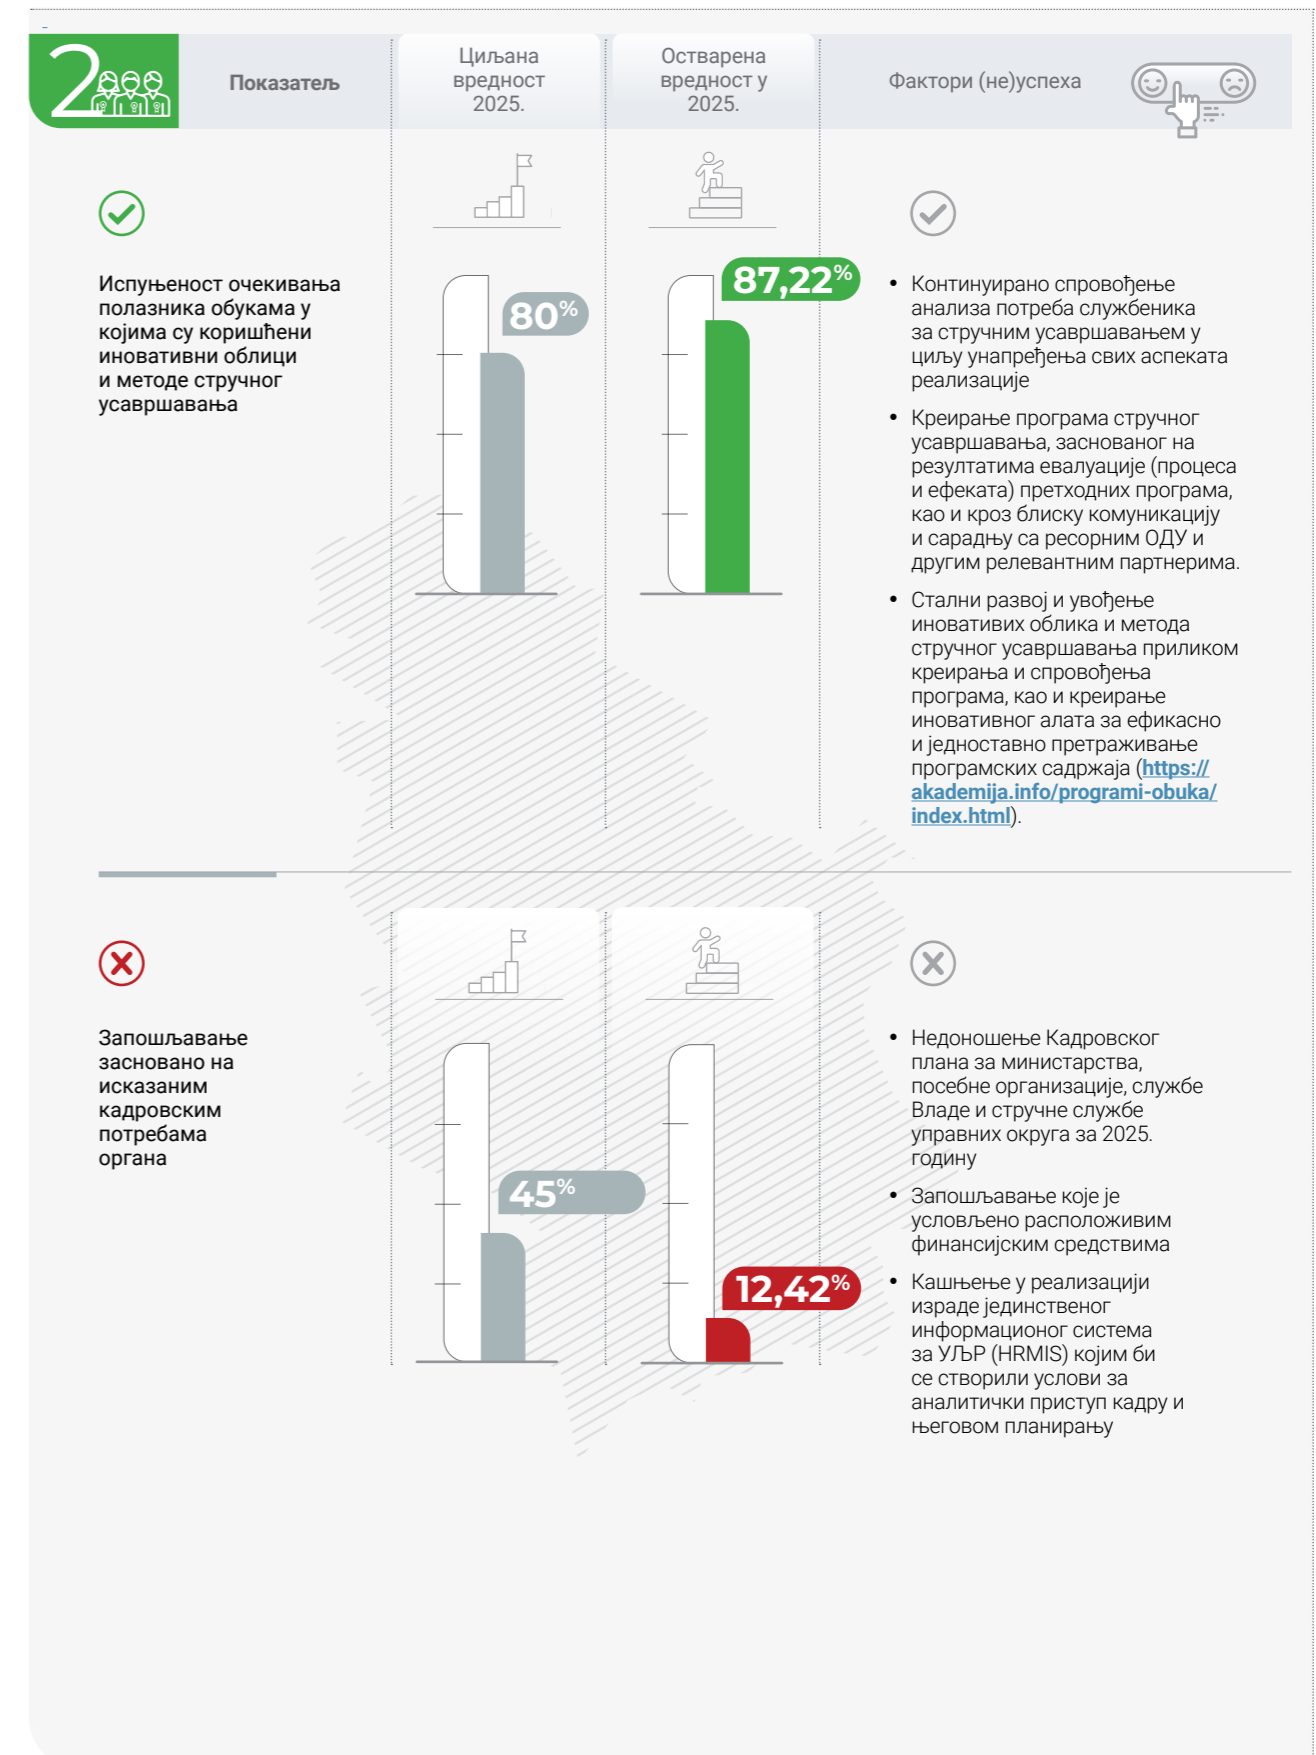 2
Показатељ
Циљана
вредност
2025.
Остварена
вредност у
2025.
Фактори (не)успеха
Испуњеност очекивања
полазника обукама у
којима су коришћени
иновативни облици
и методе стручног
усавршавања
80%
87,22%
• Континуирано спровођење
анализа потреба службеника
за стручним усавршавањем у
циљу унапређења свих аспеката
реализације
• Креирање програма стручног
усавршавања, заснованог на
резултатима евалуације (процеса
и ефеката) претходних програма,
као и кроз блиску комуникацију
и сарадњу са ресорним ОДУ и
другим релевантним партнерима.
• Стални развој и увођење
иновативих облика и метода
стручног усавршавања приликом
креирања и спровођења
програма, као и креирање
иновативног алата за ефикасно
и једноставно претраживање
програмских садржаја (https://
akademija.info/programi-obuka/
index.html).
Запошљавање
засновано на
исказаним
кадровским
потребама
органа
45%
12,42%
• Недоношење Кадровског
плана за министарства,
посебне организације, службе
Владе и стручне службе
управних округа за 2025.
годину
• Запошљавање које је
условљено расположивим
финансијским средствима
• Кашњење у реализацији
израде јединственог
информационог система
за УЉР (HRMIS) којим би
се створили услови за
аналитички приступ кадру и
његовом планирању